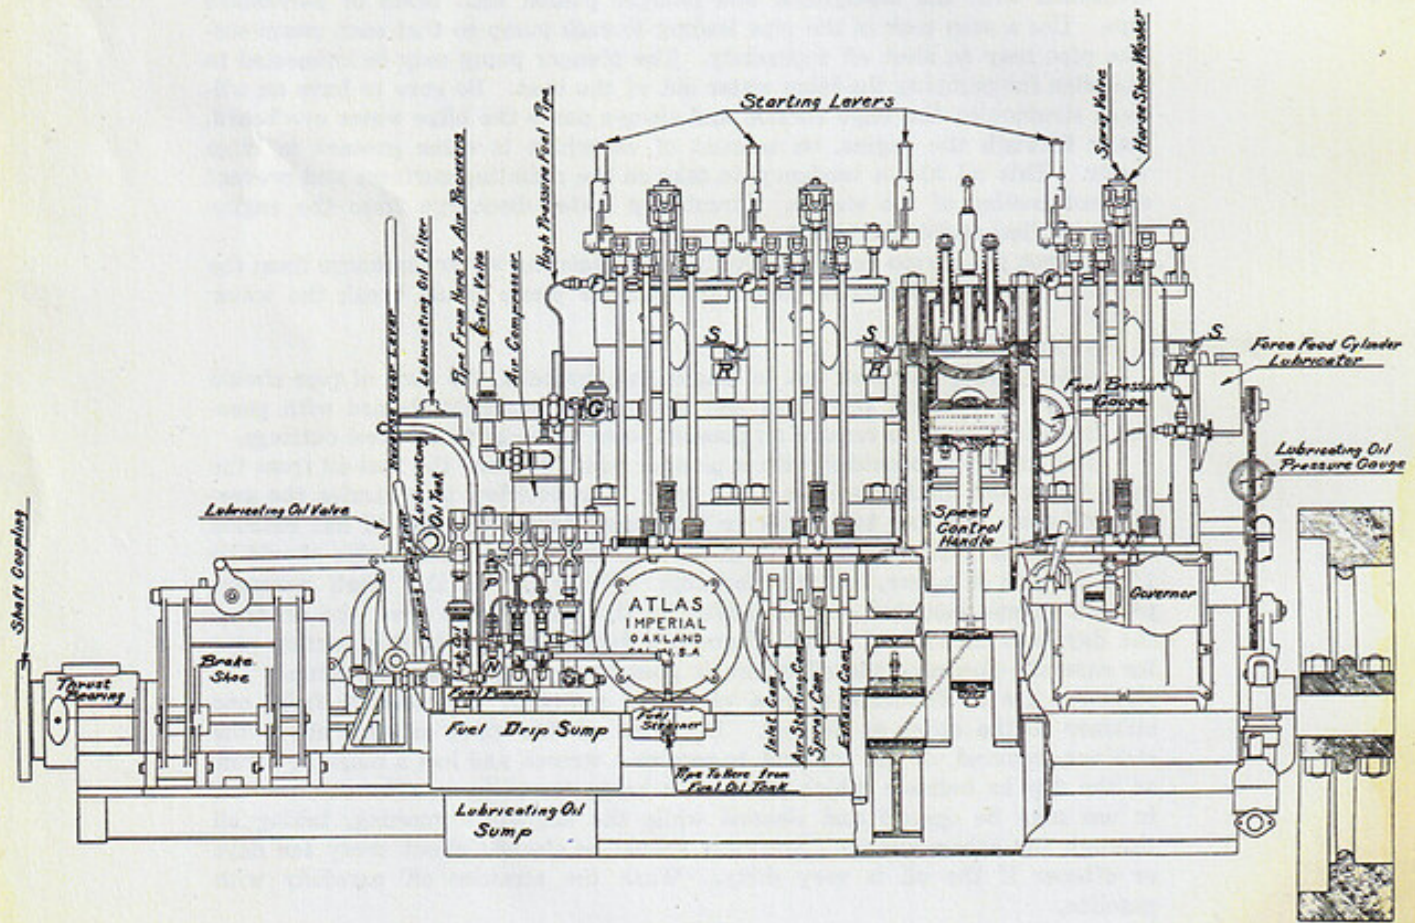 Starting Levers
Spray Valve
Horse Shoe Washer
High Pressure Fuel Pipe
Pipe From Here To Air Receivers
Safety Valve
Air Compressor
Lubricating Oil Filter
Reverse Lever
Lubricating Oil Tank
Lubricating Oil Valve
Shaft Coupling
S
S
S
R
R
R
G
Force Feed Cylinder
Lubricator
Fuel Pressure
Gauge
Lubricating Oil
Pressure Gauge
Speed
Control
Handle
Governor
ATLAS
IMPERIAL
OAKLAND
P
N
Brake
Shoe
Thrust
Bearing
Fuel Pumps
Fuel Drip Sump
Fuel
Strainer
Inlet Cam
Air Starting Cam
Spray Cam
Exhaust Cam
Pipe To Here from
Fuel Oil Tank
Lubricating Oil
Sump